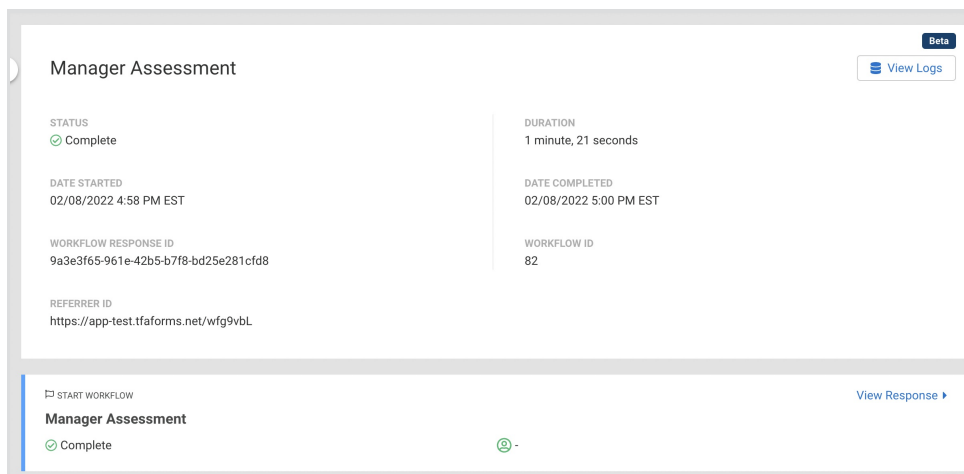 Beta
Manager Assessment
View Logs
STATUS
Complete
DURATION
1 minute, 21 seconds
DATE STARTED
02/08/2022 4:58 PM EST
DATE COMPLETED
02/08/2022 5:00 PM EST
WORKFLOW RESPONSE ID
9a3e3f65-961e-42b5-b7f8-bd25e281cfd8
WORKFLOW ID
82
REFERRER ID
https://app-test.tfaforms.net/wfg9vbL
START WORKFLOW
View Response
Manager Assessment
Complete
-